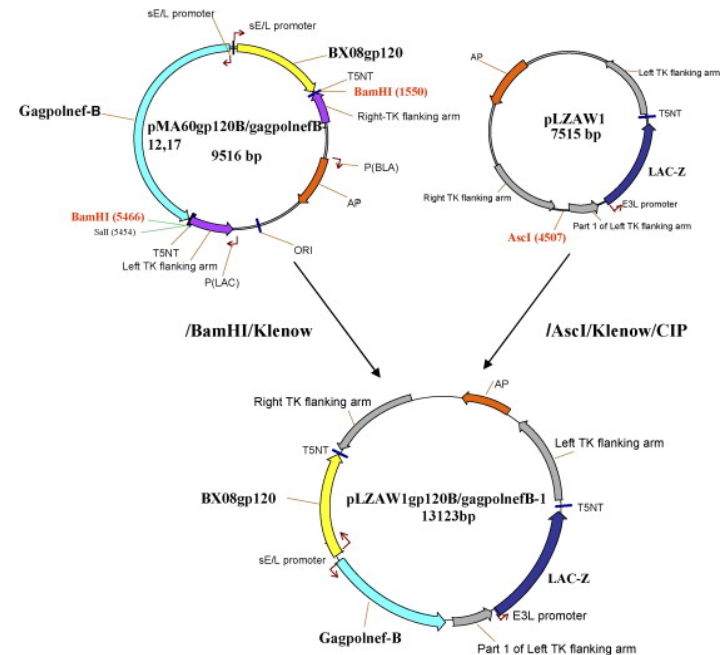 sE/L promoter
sE/L promoter
BX08gp120
T5NT
BamHI (1550)
Right-TK flanking arm
Gagpolnef-B
pMA60gp120B/gagpolnefB-
12,17
9516 bp
P(BLA)
AP
BamHI (5466)
SalI (5454)
T5NT
Left TK flanking arm
ORI
P(LAC)
AP
Left TK flanking arm
pLZAW1
7515 bp
T5NT
LAC-Z
Right TK flanking arm
E3L promoter
Part 1 of Left TK flanking arm
AscI (4507)
/BamHI/Klenow
/AscI/Klenow/CIP
AP
Right TK flanking arm
Left TK flanking arm
T5NT
BX08gp120
pLZAW1gp120B/gagpolnefB-1
13123bp
T5NT
sE/L promoter
LAC-Z
E3L promoter
Gagpolnef-B
Part 1 of Left TK flanking arm